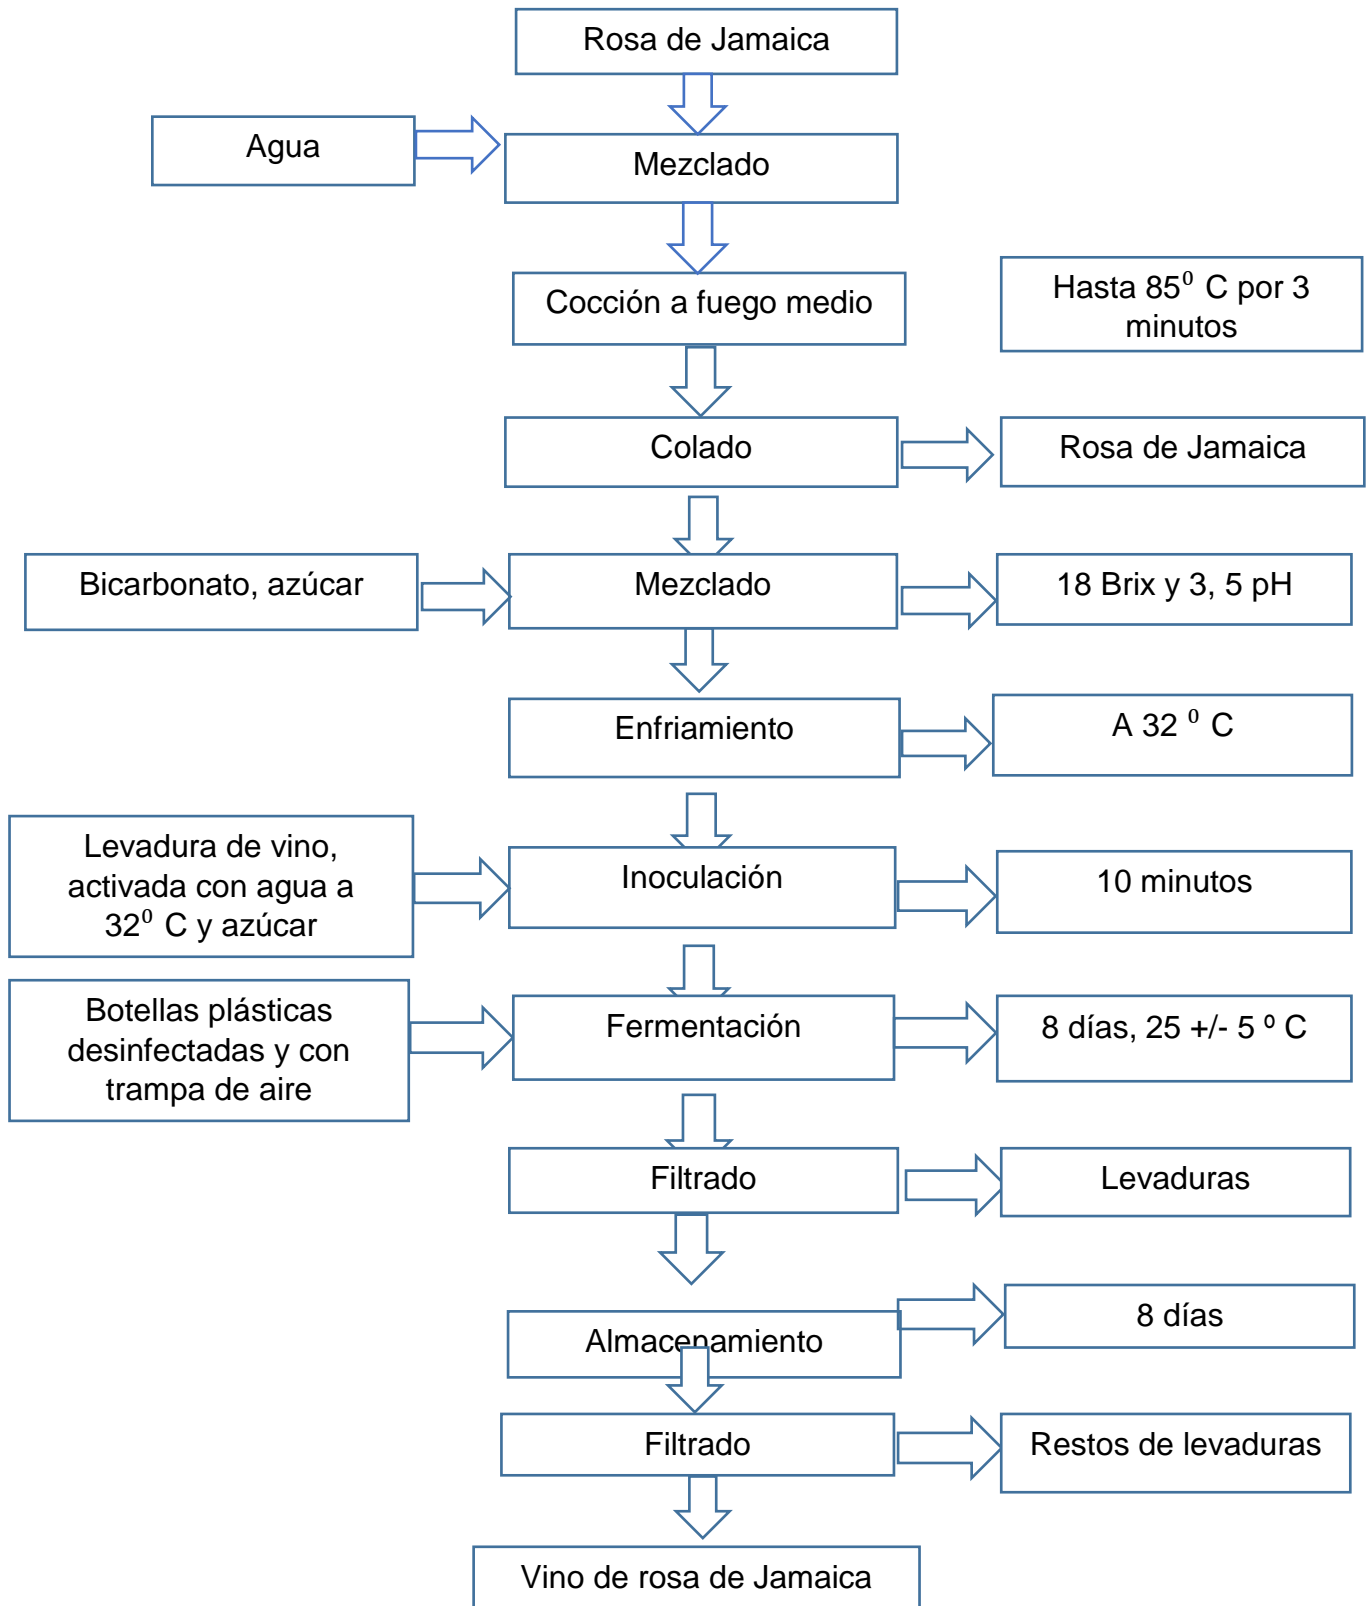 Rosa de Jamaica
Agua
Mezclado
Cocción a fuego medio
Hasta 85⁰ C por 3
minutos
Colado
Rosa de Jamaica
Bicarbonato, azúcar
Mezclado
18 Brix y 3, 5 pH
Enfriamiento
A 32 ⁰ C
Levadura de vino,
activada con agua a
32⁰ C y azúcar
Inoculación
10 minutos
Botellas plásticas
desinfectadas y con
trampa de aire
Fermentación
8 días, 25 +/- 5 º C
Filtrado
Levaduras
Almacenamiento
8 días
Filtrado
Restos de levaduras
Vino de rosa de Jamaica